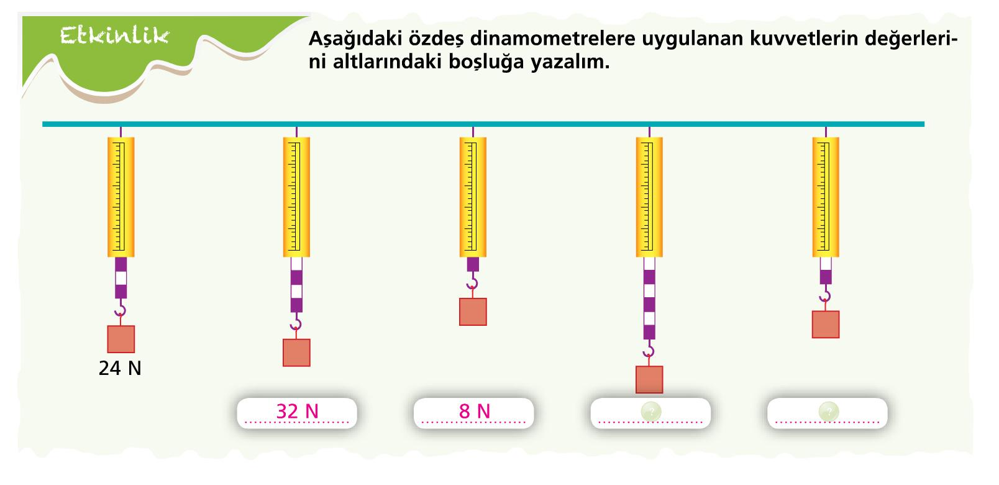 Etkinlik
Aşağıdaki özdeş dinamometrelere uygulanan kuvvetlerin değerleri-
ni altlarındaki boşluğa yazalım.
24 N
32 N
8 N
?
?